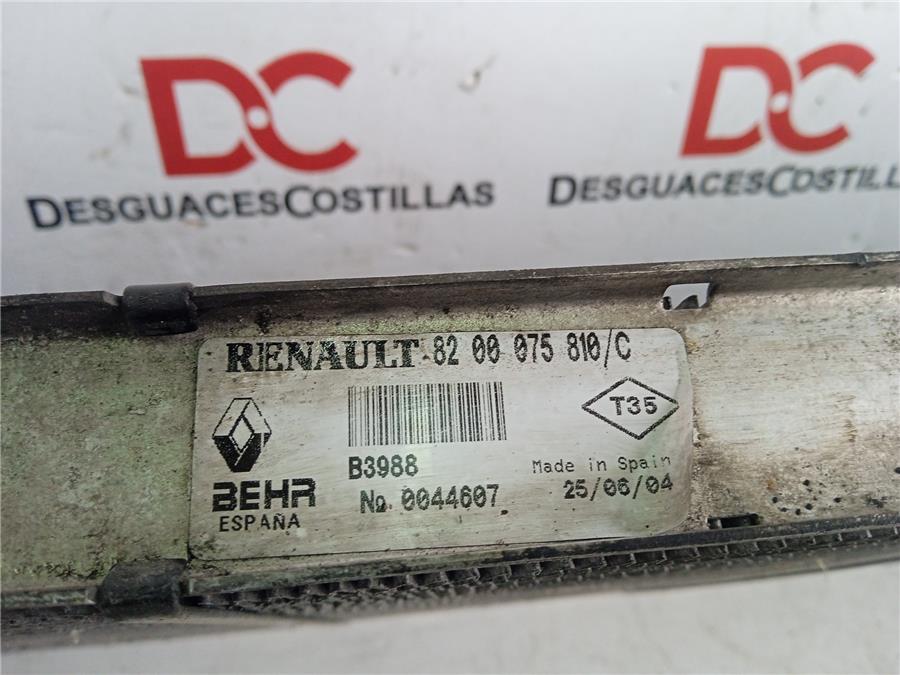 DC
DC
DESGUACESCOSTILLAS
DESGUACESCOSTILL
RENAULT 82 00 075 810/C
T35
B3988
Made in Spain
BEHR
ESPAÑA
No 0044607
25/06/04